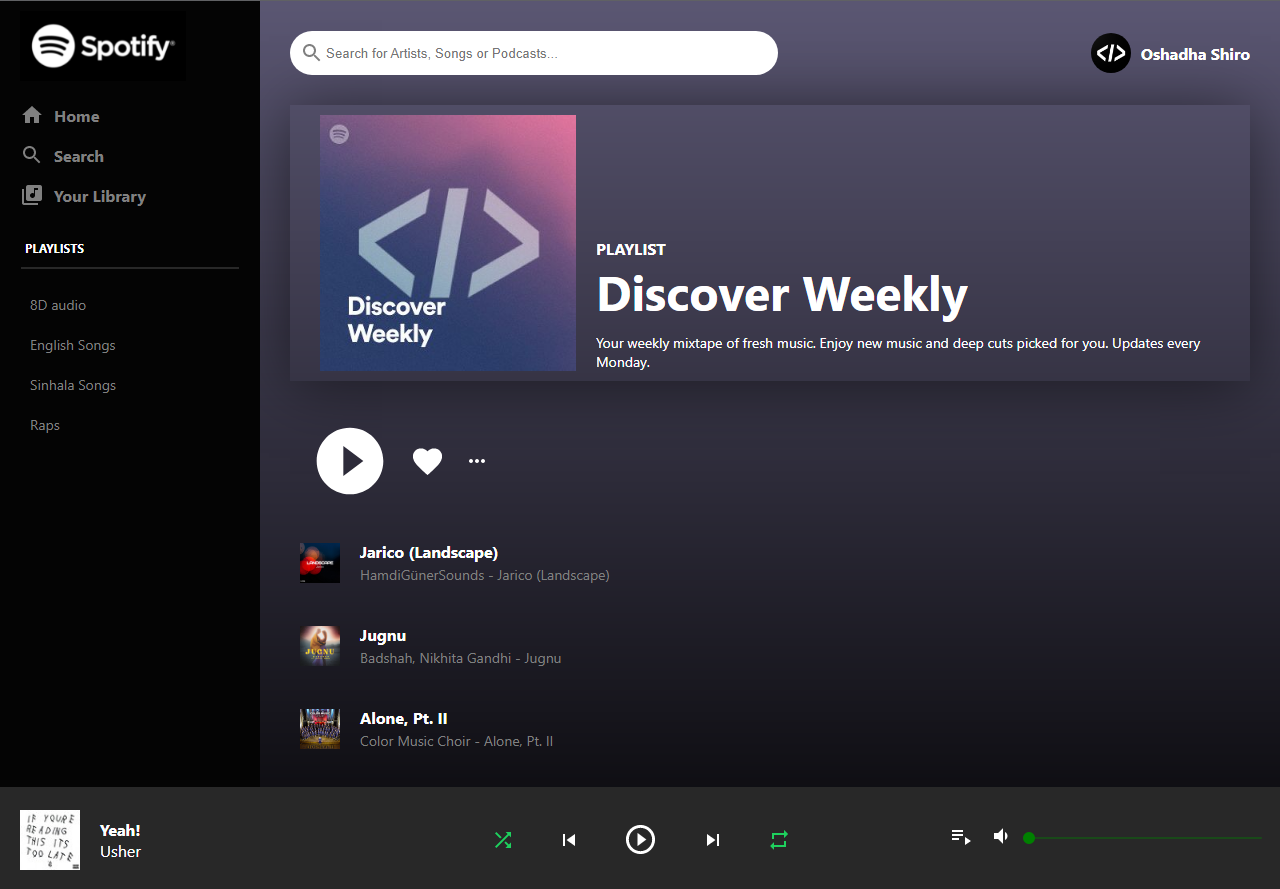 Spotify®
Search for Artists, Songs or Podcasts...
</> Oshadha Shiro
Home
Search
Your Library
PLAYLISTS
8D audio
English Songs
Sinhala Songs
Raps
</>
Discover
Weekly
PLAYLIST
Discover Weekly
Your weekly mixtape of fresh music. Enjoy new music and deep cuts picked for you. Updates every
Monday.
LANDSCAPE
Jarico (Landscape)
HamdiGünerSounds - Jarico (Landscape)
JUGNU
Jugnu
Badshah, Nikhita Gandhi - Jugnu
Alone, Pt. II
Color Music Choir - Alone, Pt. II
IF YOURE
READING
THIS ITS
TOO LATE
Yeah!
Usher